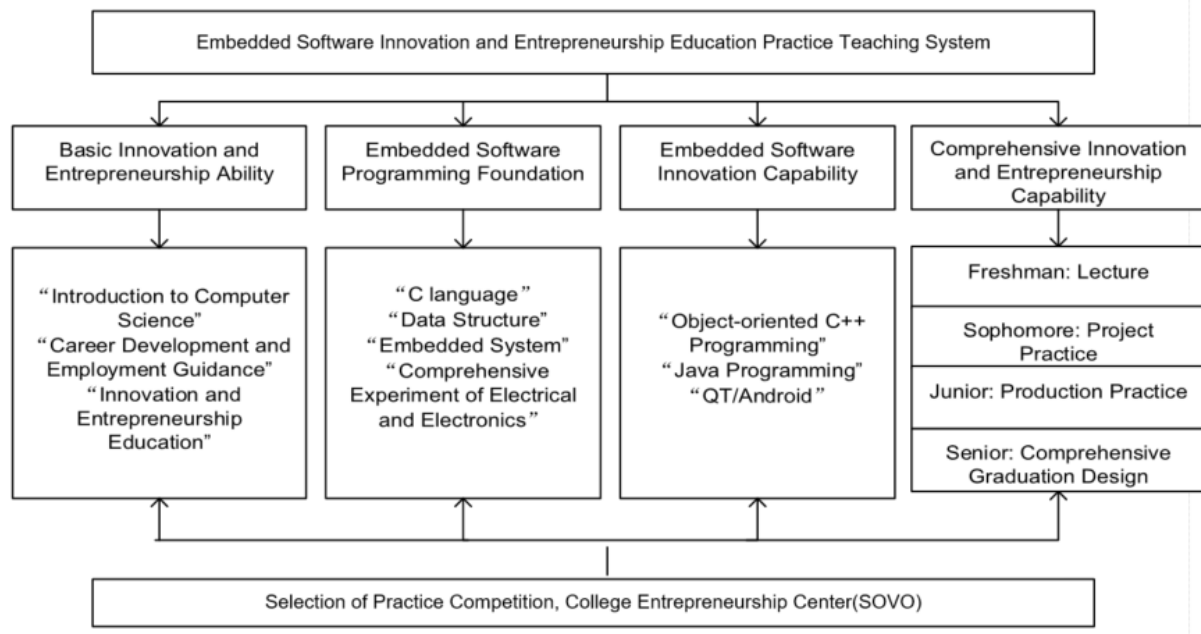 Embedded Software Innovation and Entrepreneurship Education Practice Teaching System
Basic Innovation and
Entrepreneurship Ability
Embedded Software
Programming Foundation
Embedded Software
Innovation Capability
Comprehensive Innovation
and Entrepreneurship
Capability
“Introduction to Computer
Science”
“Career Development and
Employment Guidance”
“Innovation and
Entrepreneurship
Education”
“C language”
“Data Structure”
“Embedded System”
“Comprehensive
Experiment of Electrical
and Electronics”
“Object-oriented C++
Programming”
“Java Programming”
“QT/Android”
Freshman: Lecture
Sophomore: Project
Practice
Junior: Production Practice
Senior: Comprehensive
Graduation Design
Selection of Practice Competition, College Entrepreneurship Center(SOVO)